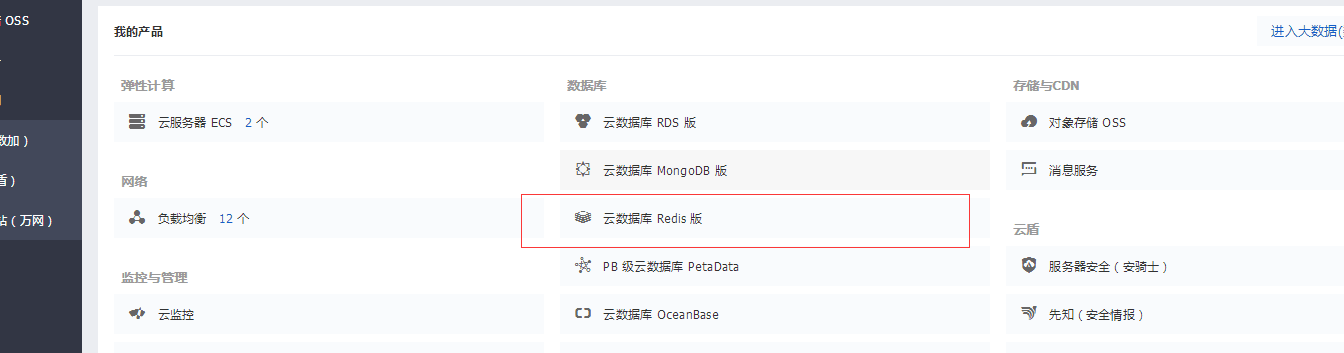 OSS
我的产品
进入大数据(
弹性计算
云服务器 ECS 2 个
网络
负载均衡 12 个
监控与管理
云监控
数据库
云数据库 RDS 版
云数据库 MongoDB 版
云数据库 Redis 版
PB 级云数据库 PetaData
云数据库 OceanBase
存储与CDN
对象存储 OSS
消息服务
云盾
服务器安全 ( 安骑士 )
先知 ( 安全情报 )
数加 )
盾 )
站 ( 万网 )